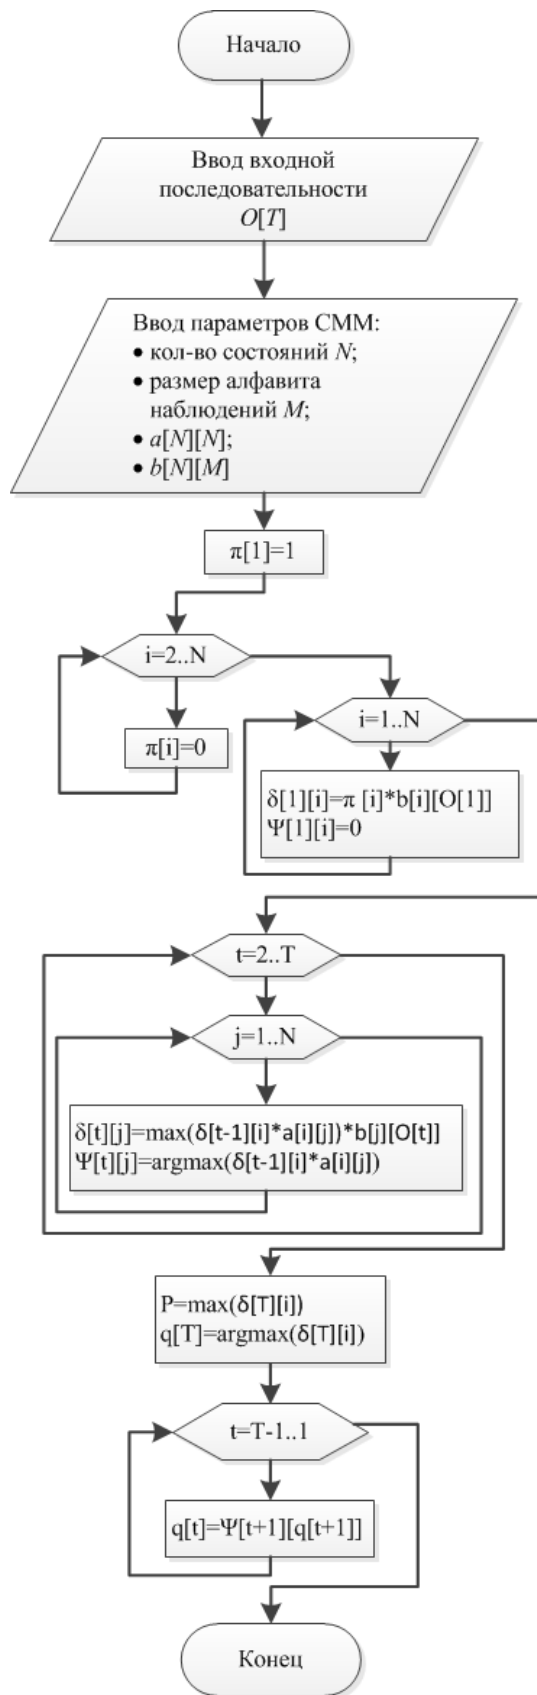 Начало
Ввод входной
последовательности
O[T]
Ввод параметров СММ:
• кол-во состояний N;
• размер алфавита
наблюдений M;
• a[N][N];
• b[N][M]
π[1]=1
i=2..N
π[i]=0
i=1..N
δ[1][i]=π [i]*b[i][O[1]]
Ψ[1][i]=0
t=2..T
j=1..N
δ[t][j]=max(δ[t-1][i]*a[i][j])*b[j][O[t]]
Ψ[t][j]=argmax(δ[t-1][i]*a[i][j])
P=max(δ[T][i])
q[T]=argmax(δ[T][i])
t=T-1..1
q[t]=Ψ[t+1][q[t+1]]
Конец